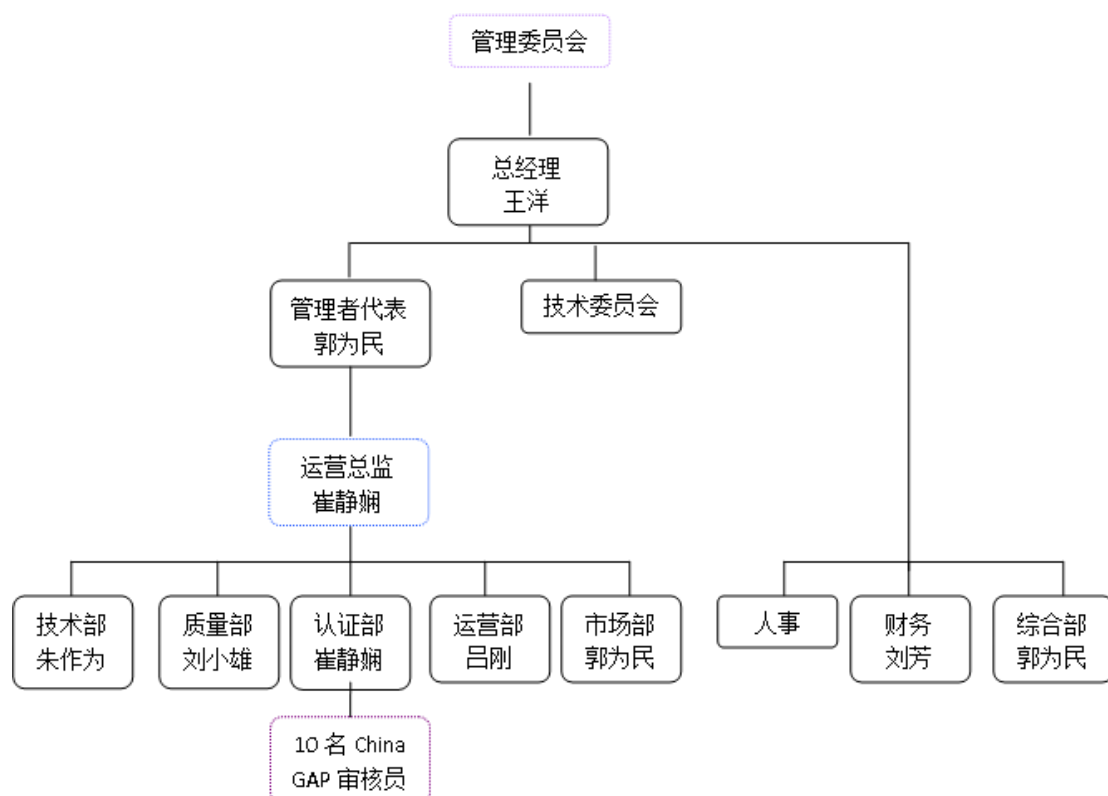 管理委员会
总经理
王洋
管理者代表
郭为民
技术委员会
运营总监
崔静娴
技术部
朱作为
质量部
刘小雄
认证部
崔静娴
运营部
吕刚
市场部
郭为民
人事
财务
刘芳
综合部
郭为民
10 名 China
GAP 审核员